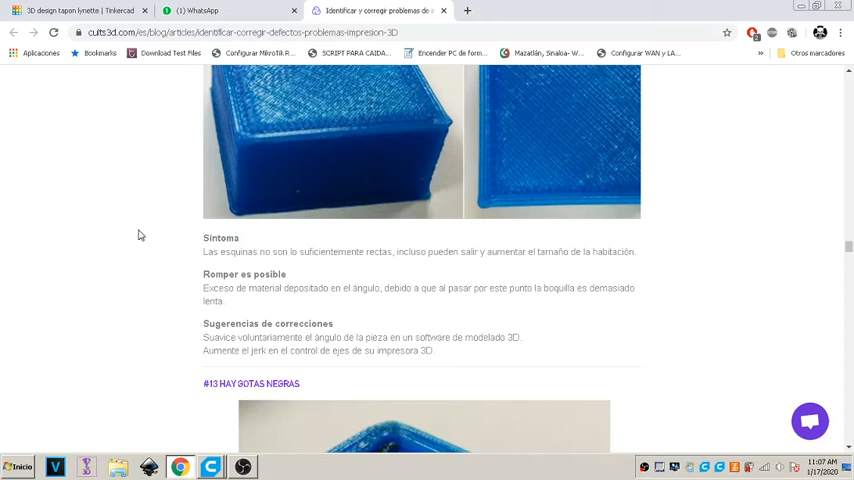 3D design tapon lynette | Tinkercad
(1) WhatsApp
Identificar y corregir problemas de i
cults3d.com/es/blog/articles/identificar-corregir-defectos-problemas-impresion-3D
2
Aplicaciones
Bookmarks
Download Test Files
Configurar MikroTiK R...
SCRIPT PARA CAIDA...
Encender PC de form...
Mazatlán, Sinaloa- W...
Configurar WAN y LA...
»
Otros marcadores
Síntoma
Las esquinas no son lo suficientemente rectas, incluso pueden salir y aumentar el tamaño de la habitación.
Romper es posible
Exceso de material depositado en el ángulo, debido a que al pasar por este punto la boquilla es demasiado
lenta.
Sugerencias de correcciones
Suavice voluntariamente el ángulo de la pieza en un software de modelado 3D.
Aumente el jerk en el control de ejes de su impresora 3D.
#13 HAY GOTAS NEGRAS
Inicio
V
11:07 AM
1/17/2020